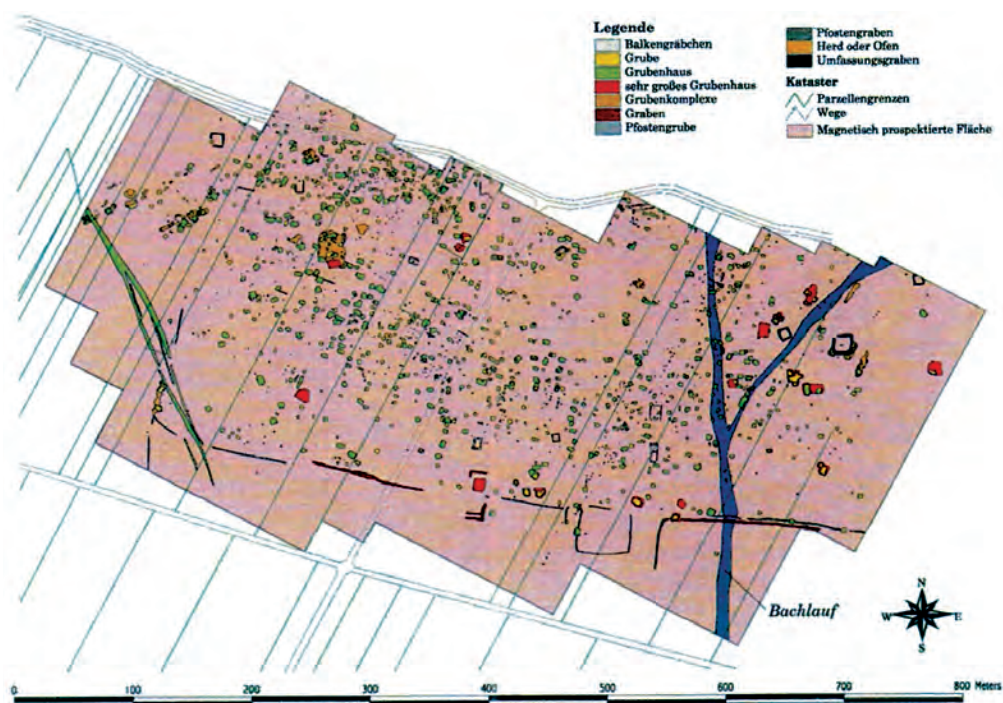 Legende
Balkengräbchen
Grube
Grubenhaus
sehr großes Grubenhaus
Grubenkomplexe
Graben
Pfostengrube
Pfostengraben
Herd oder Ofen
Umfassungsgraben
Kataster
Parzellengrenzen
Wege
Magnetisch prospektierte Fläche
Bachlauf
N
W E
S
0 100 200 300 400 500 600 700 800 Meters